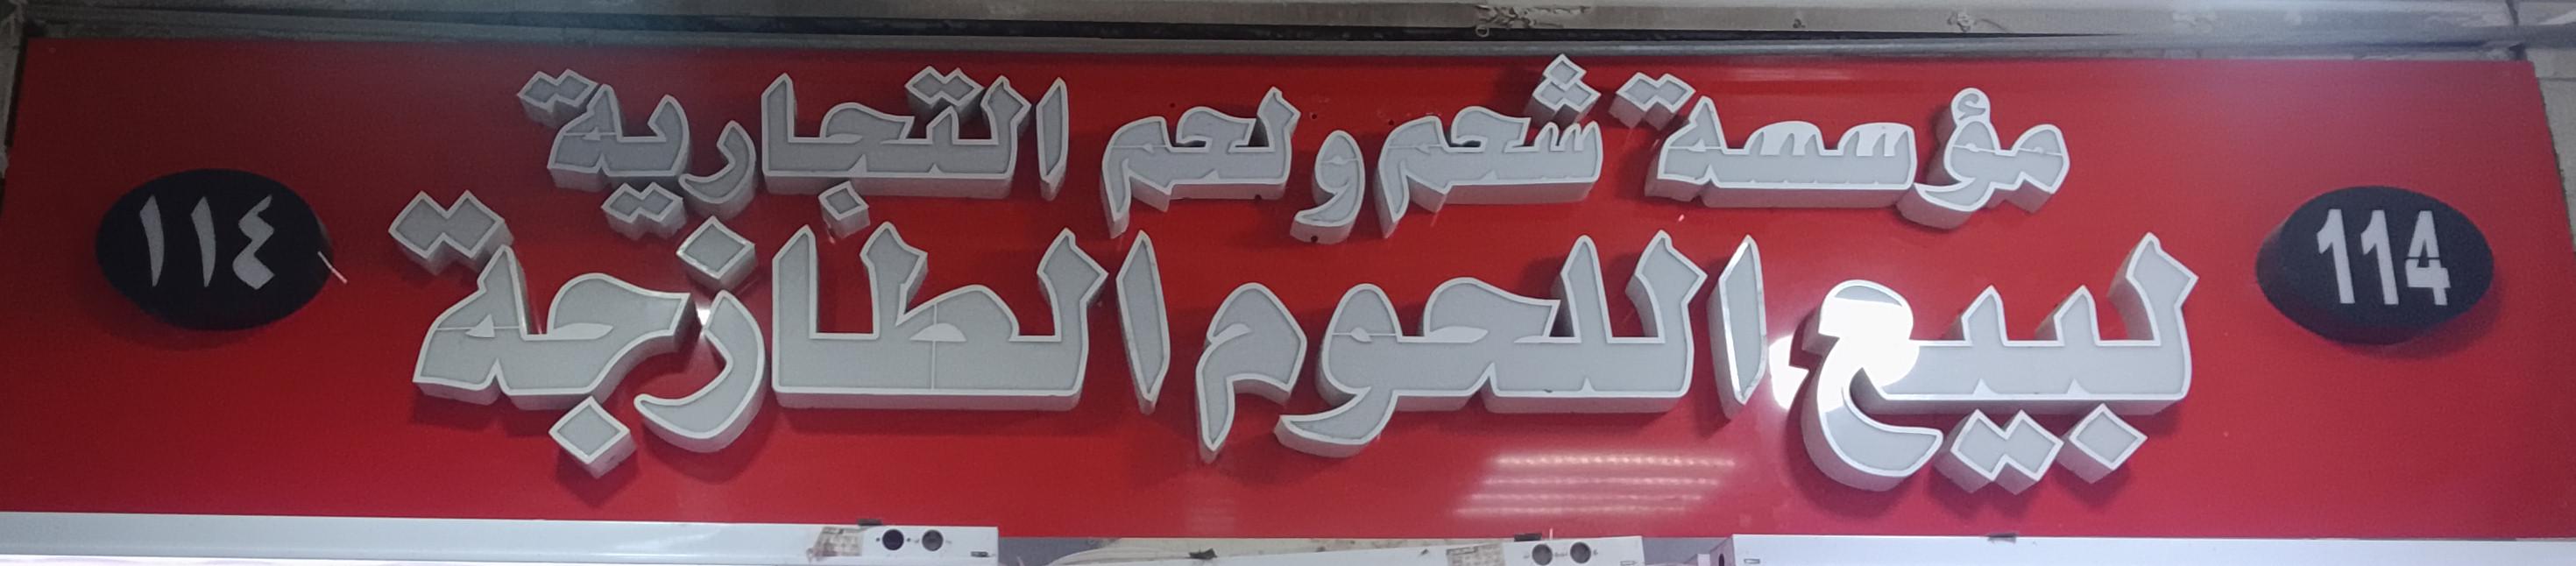 مؤسسة شحم ولحم التجارية
لبيع اللحوم الطازجة
114
١١٤